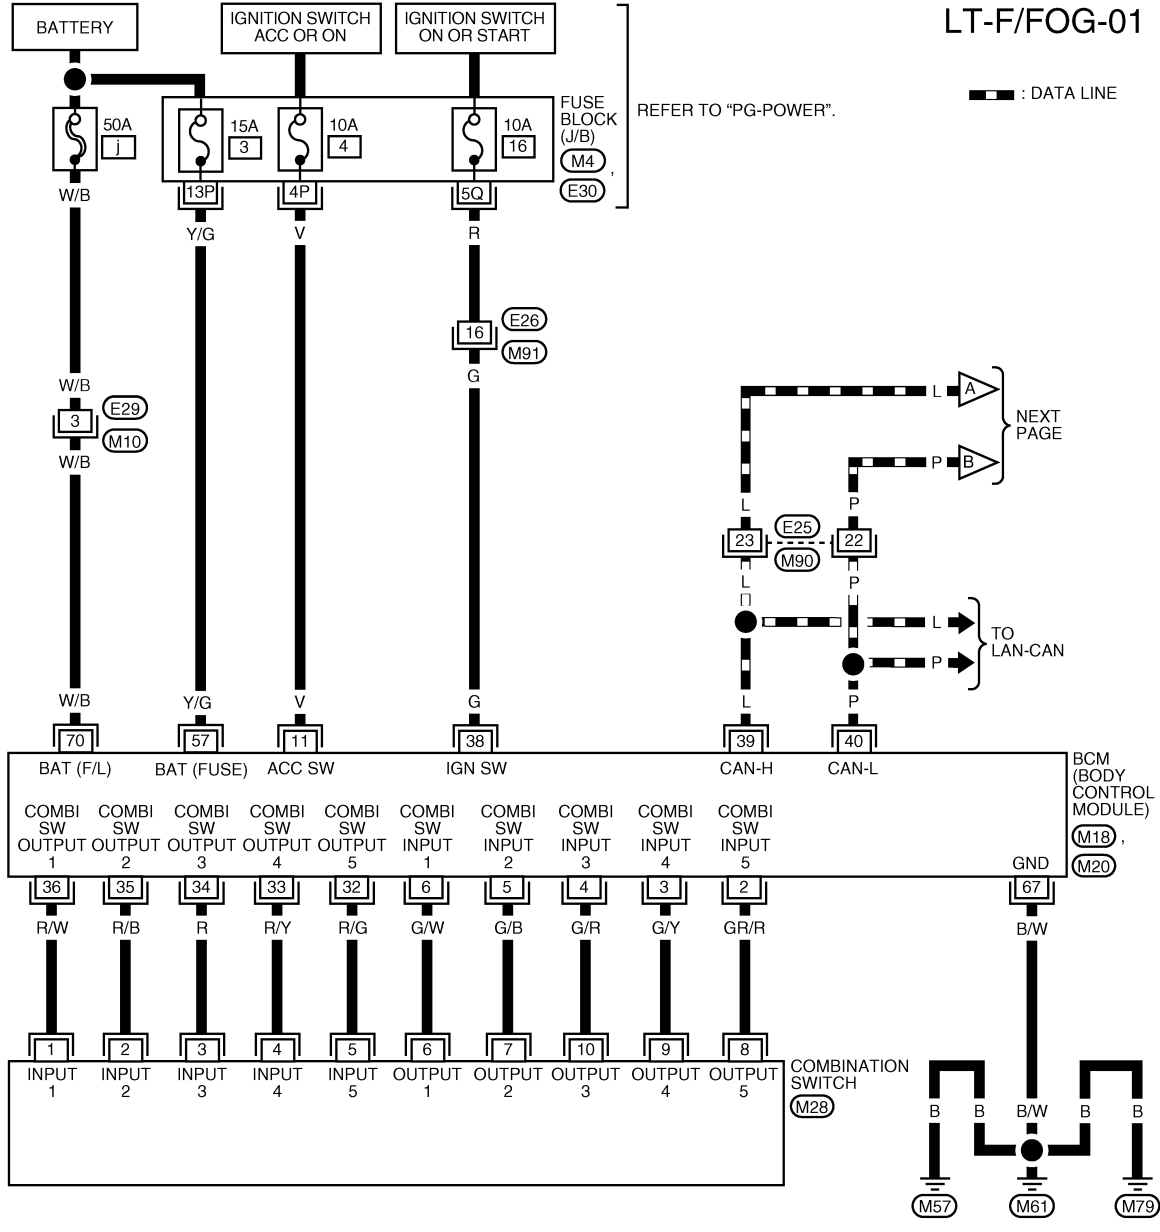 LT-F/FOG-01
BATTERY
IGNITION SWITCH
ACC OR ON
IGNITION SWITCH
ON OR START
: DATA LINE
REFER TO “PG-POWER”.
50A
j
15A
3
10A
4
10A
16
FUSE
BLOCK
(J/B)
M4 ,
E30
13P
4P
5Q
W/B
Y/G
V
R
16
E26
M91
G
W/B
3
E29
M10
W/B
L
A
P
B
NEXT
PAGE
L
P
23
E25
M90
22
L
P
L
P
TO
LAN-CAN
W/B
Y/G
V
G
L
P
70
57
11
38
39
40
BAT (F/L)
BAT (FUSE)
ACC SW
IGN SW
CAN-H
CAN-L
BCM
(BODY
CONTROL
MODULE)
M18 ,
M20
COMBI
SW
OUTPUT
1
COMBI
SW
OUTPUT
2
COMBI
SW
OUTPUT
3
COMBI
SW
OUTPUT
4
COMBI
SW
OUTPUT
5
COMBI
SW
INPUT
1
COMBI
SW
INPUT
2
COMBI
SW
INPUT
3
COMBI
SW
INPUT
4
COMBI
SW
INPUT
5
GND
36
35
34
33
32
6
5
4
3
2
67
R/W
R/B
R
R/Y
R/G
G/W
G/B
G/R
G/Y
GR/R
B/W
1
2
3
4
5
6
7
10
9
8
INPUT
1
INPUT
2
INPUT
3
INPUT
4
INPUT
5
OUTPUT
1
OUTPUT
2
OUTPUT
3
OUTPUT
4
OUTPUT
5
COMBINATION
SWITCH
M28
B
B
B/W
B
B
M57
M61
M79